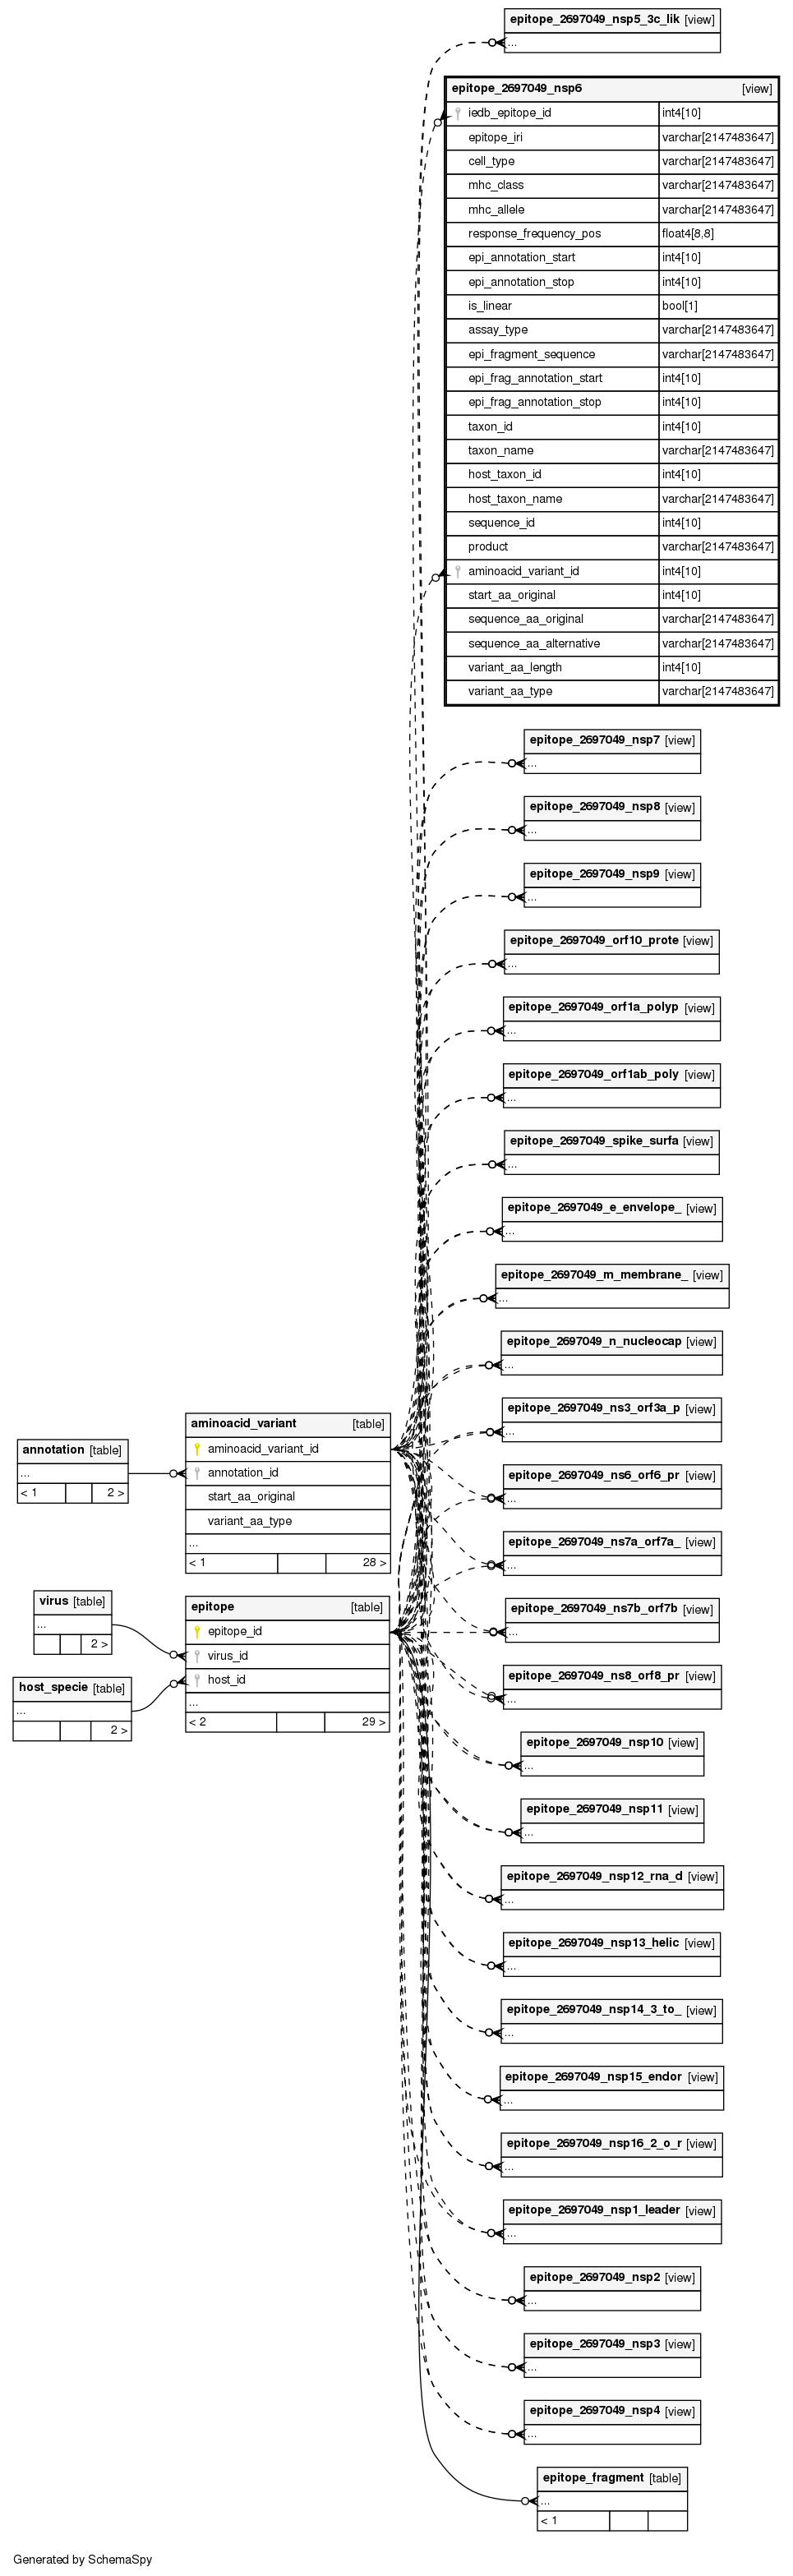 epitope_2697049_nsp5_3c_lik [view]
...
epitope_2697049_nsp6 [view]
iedb_epitope_id int4[10]
epitope_iri varchar[2147483647]
cell_type varchar[2147483647]
mhc_class varchar[2147483647]
mhc_allele varchar[2147483647]
response_frequency_pos float4[8,8]
epi_annotation_start int4[10]
epi_annotation_stop int4[10]
is_linear bool[1]
assay_type varchar[2147483647]
epi_fragment_sequence varchar[2147483647]
epi_frag_annotation_start int4[10]
epi_frag_annotation_stop int4[10]
taxon_id int4[10]
taxon_name varchar[2147483647]
host_taxon_id int4[10]
host_taxon_name varchar[2147483647]
sequence_id int4[10]
product varchar[2147483647]
aminoacid_variant_id int4[10]
start_aa_original int4[10]
sequence_aa_original varchar[2147483647]
sequence_aa_alternative varchar[2147483647]
variant_aa_length int4[10]
variant_aa_type varchar[2147483647]
epitope_2697049_nsp7 [view]
...
epitope_2697049_nsp8 [view]
...
epitope_2697049_nsp9 [view]
...
epitope_2697049_orf10_prote [view]
...
epitope_2697049_orf1a_polyp [view]
...
epitope_2697049_orf1ab_poly [view]
...
epitope_2697049_spike_surfa [view]
...
epitope_2697049_e_envelope_ [view]
...
epitope_2697049_m_membrane_ [view]
...
epitope_2697049_n_nucleocap [view]
...
epitope_2697049_ns3_orf3a_p [view]
...
epitope_2697049_ns6_orf6_pr [view]
...
epitope_2697049_ns7a_orf7a_ [view]
...
epitope_2697049_ns7b_orf7b [view]
...
epitope_2697049_ns8_orf8_pr [view]
...
epitope_2697049_nsp10 [view]
...
epitope_2697049_nsp11 [view]
...
epitope_2697049_nsp12_rna_d [view]
...
epitope_2697049_nsp13_helic [view]
...
epitope_2697049_nsp14_3_to_ [view]
...
epitope_2697049_nsp15_endor [view]
...
epitope_2697049_nsp16_2_o_r [view]
...
epitope_2697049_nsp1_leader [view]
...
epitope_2697049_nsp2 [view]
...
epitope_2697049_nsp3 [view]
...
epitope_2697049_nsp4 [view]
...
epitope_fragment [table]
...
< 1
aminoacid_variant [table]
aminoacid_variant_id
annotation_id
start_aa_original
variant_aa_type
...
< 1 28 >
annotation [table]
...
< 1 2 >
epitope [table]
epitope_id
virus_id
host_id
...
< 2 29 >
virus [table]
...
2 >
host_specie [table]
...
2 >
Generated by SchemaSpy